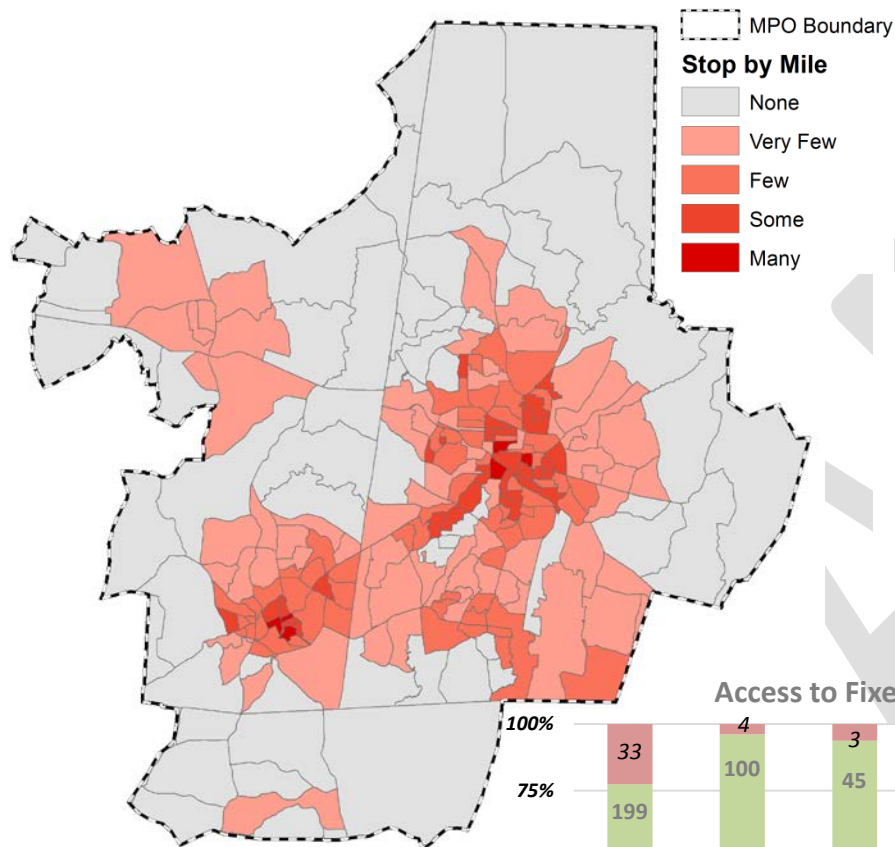 MPO Boundary
Stop by Mile
None
Very Few
Few
Some
Many
Access to Fixe
100%
33
4
3
100
45
75%
199